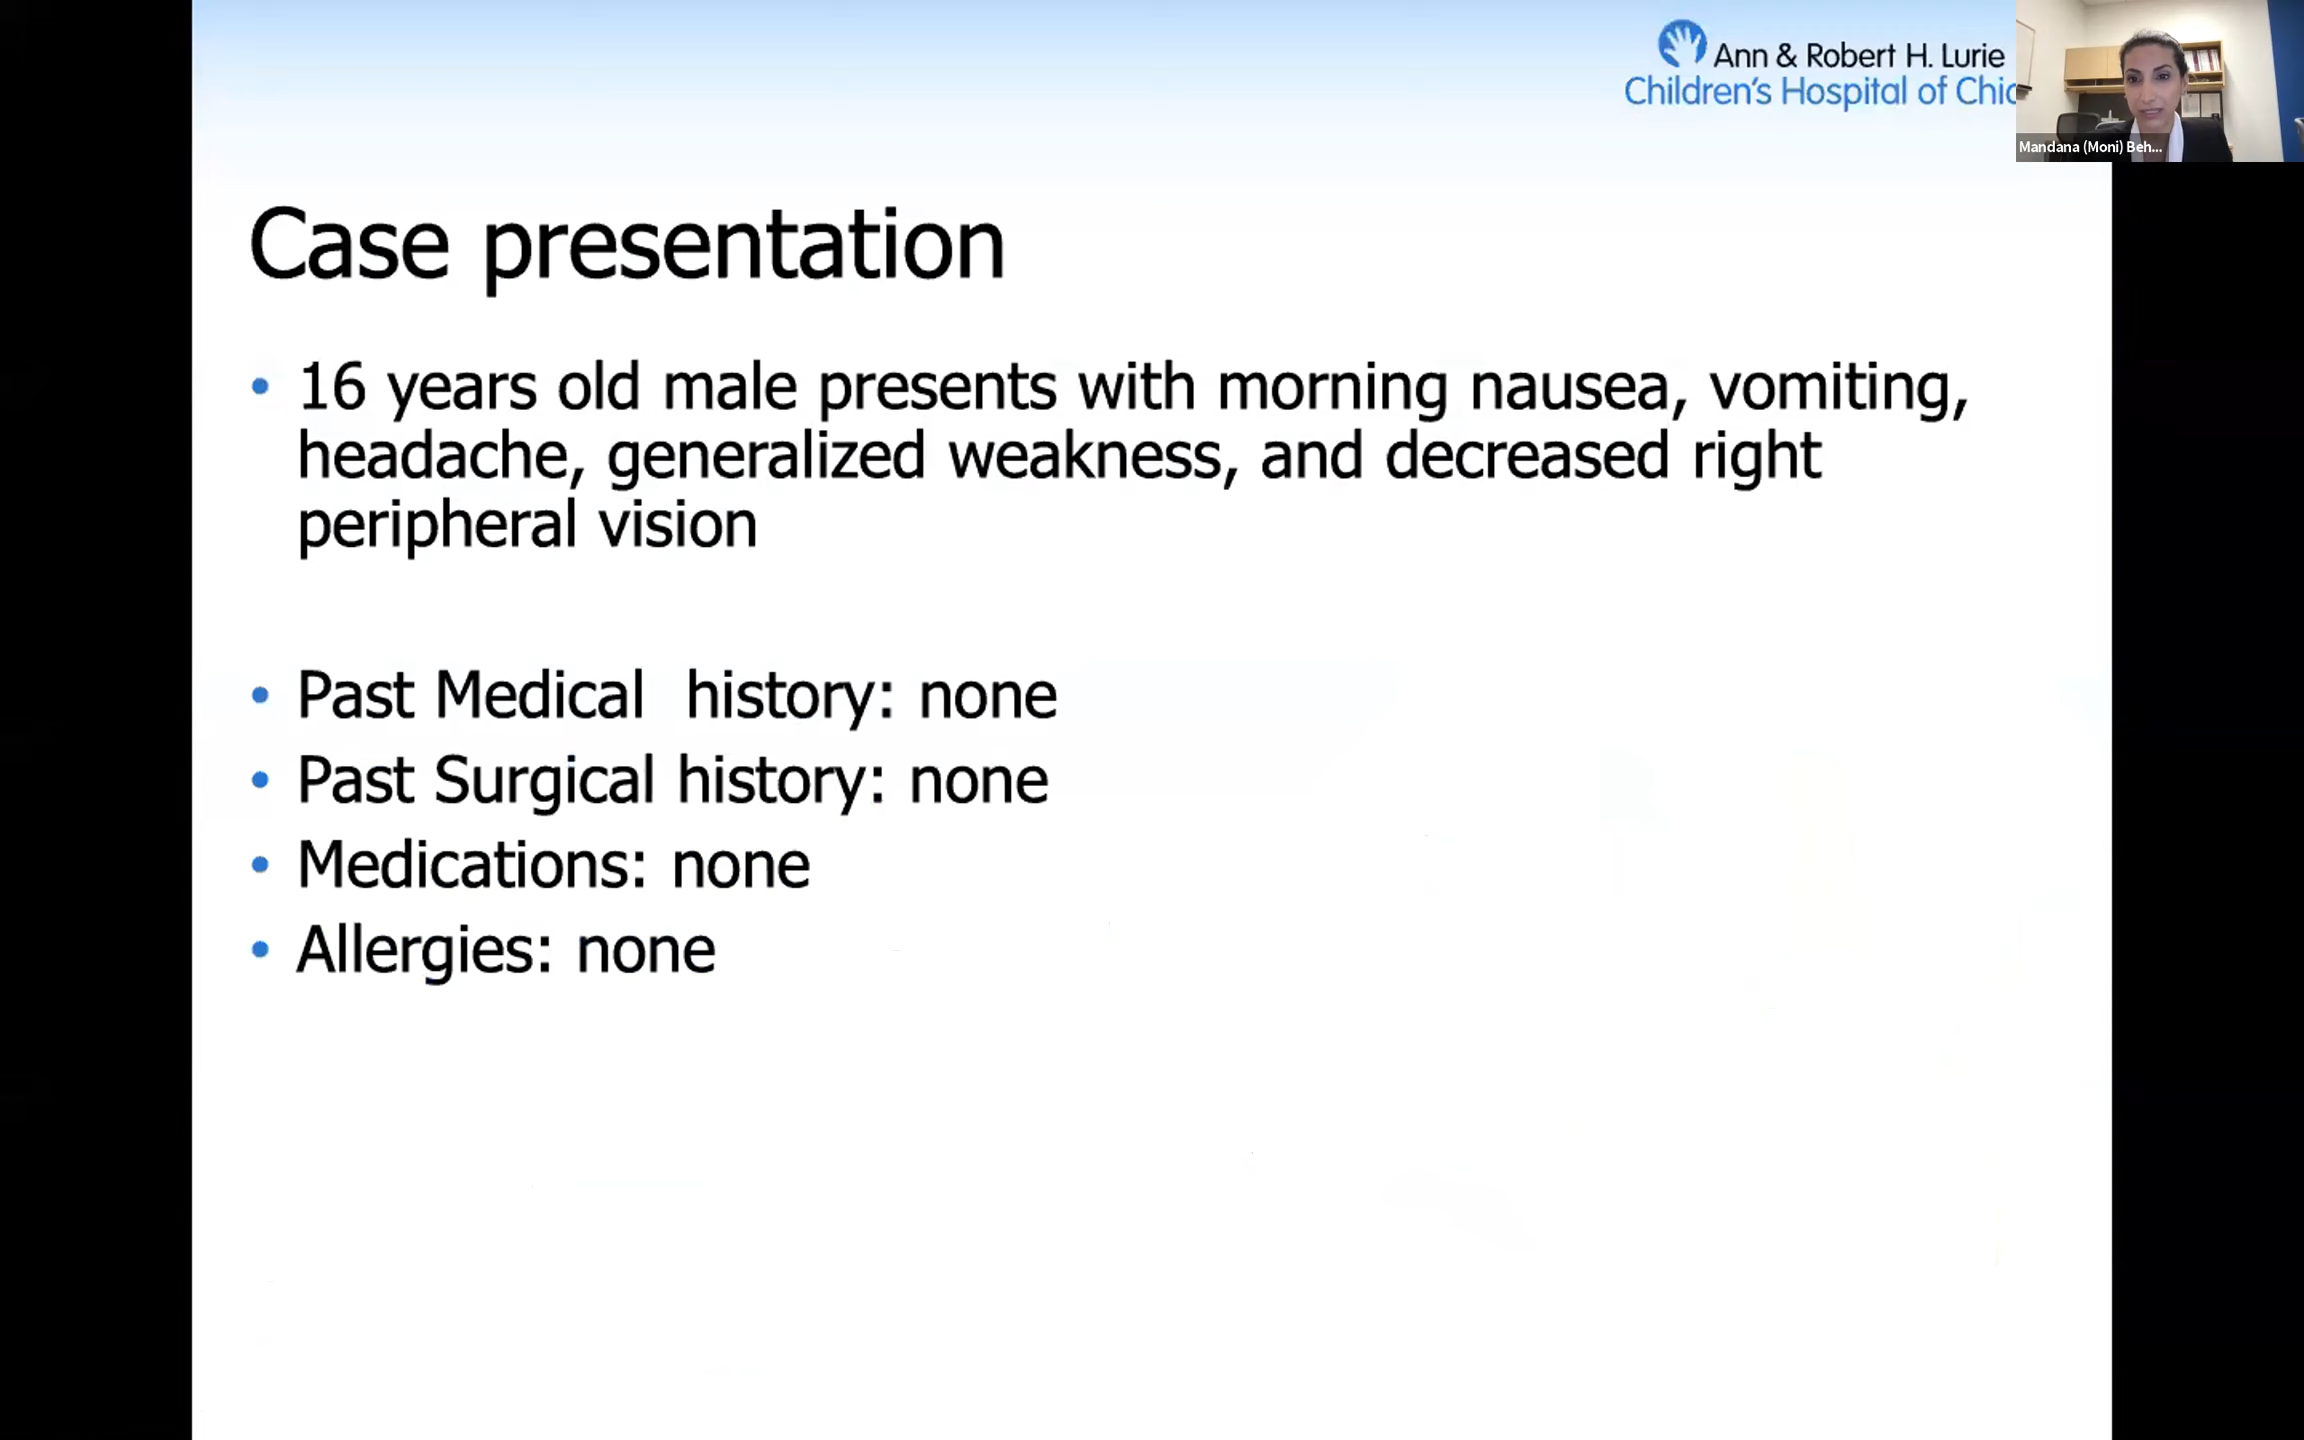 Ann & Robert H. Lurie
Children's Hospital of Chic
Mandana (Moni) Beh...
Case presentation
• 16 years old male presents with morning nausea, vomiting,
headache, generalized weakness, and decreased right
peripheral vision
• Past Medical  history: none
• Past Surgical history: none
• Medications: none
• Allergies: none